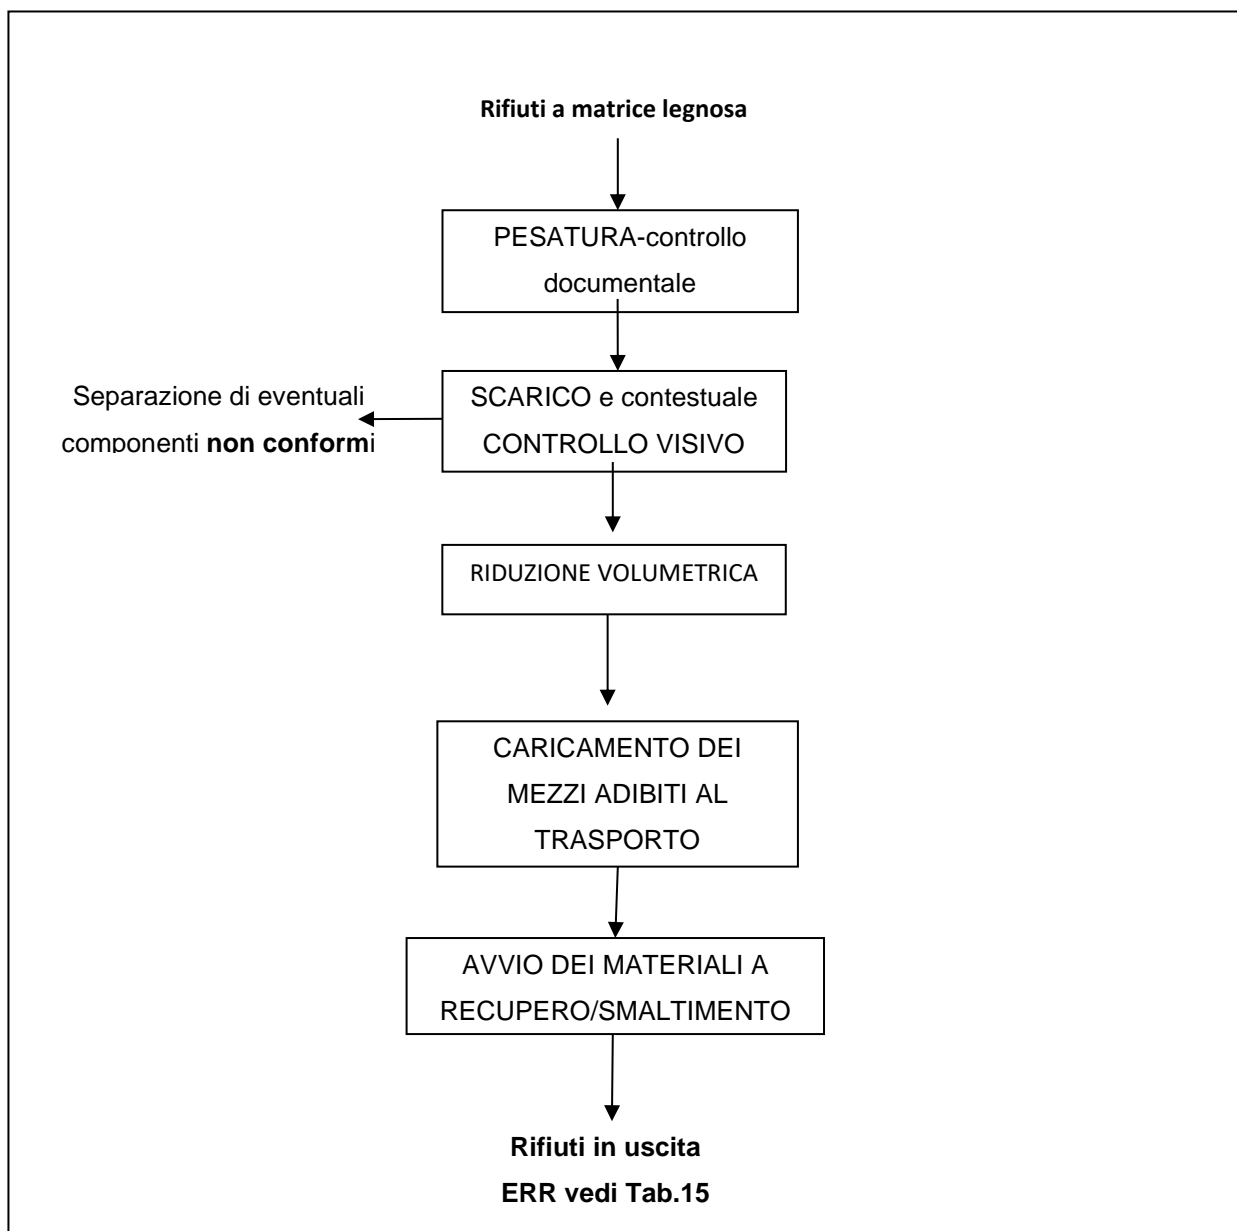 Rifiuti a matrice legnosa
PESATURA-controllo
documentale
Separazione di eventuali
componenti non conformi
SCARICO e contestuale
CONTROLLO VISIVO
RIDUZIONE VOLUMETRICA
CARICAMENTO DEI
MEZZI ADIBITI AL
TRASPORTO
AVVIO DEI MATERIALI A
RECUPERO/SMALTIMENTO
Rifiuti in uscita
ERR vedi Tab.15